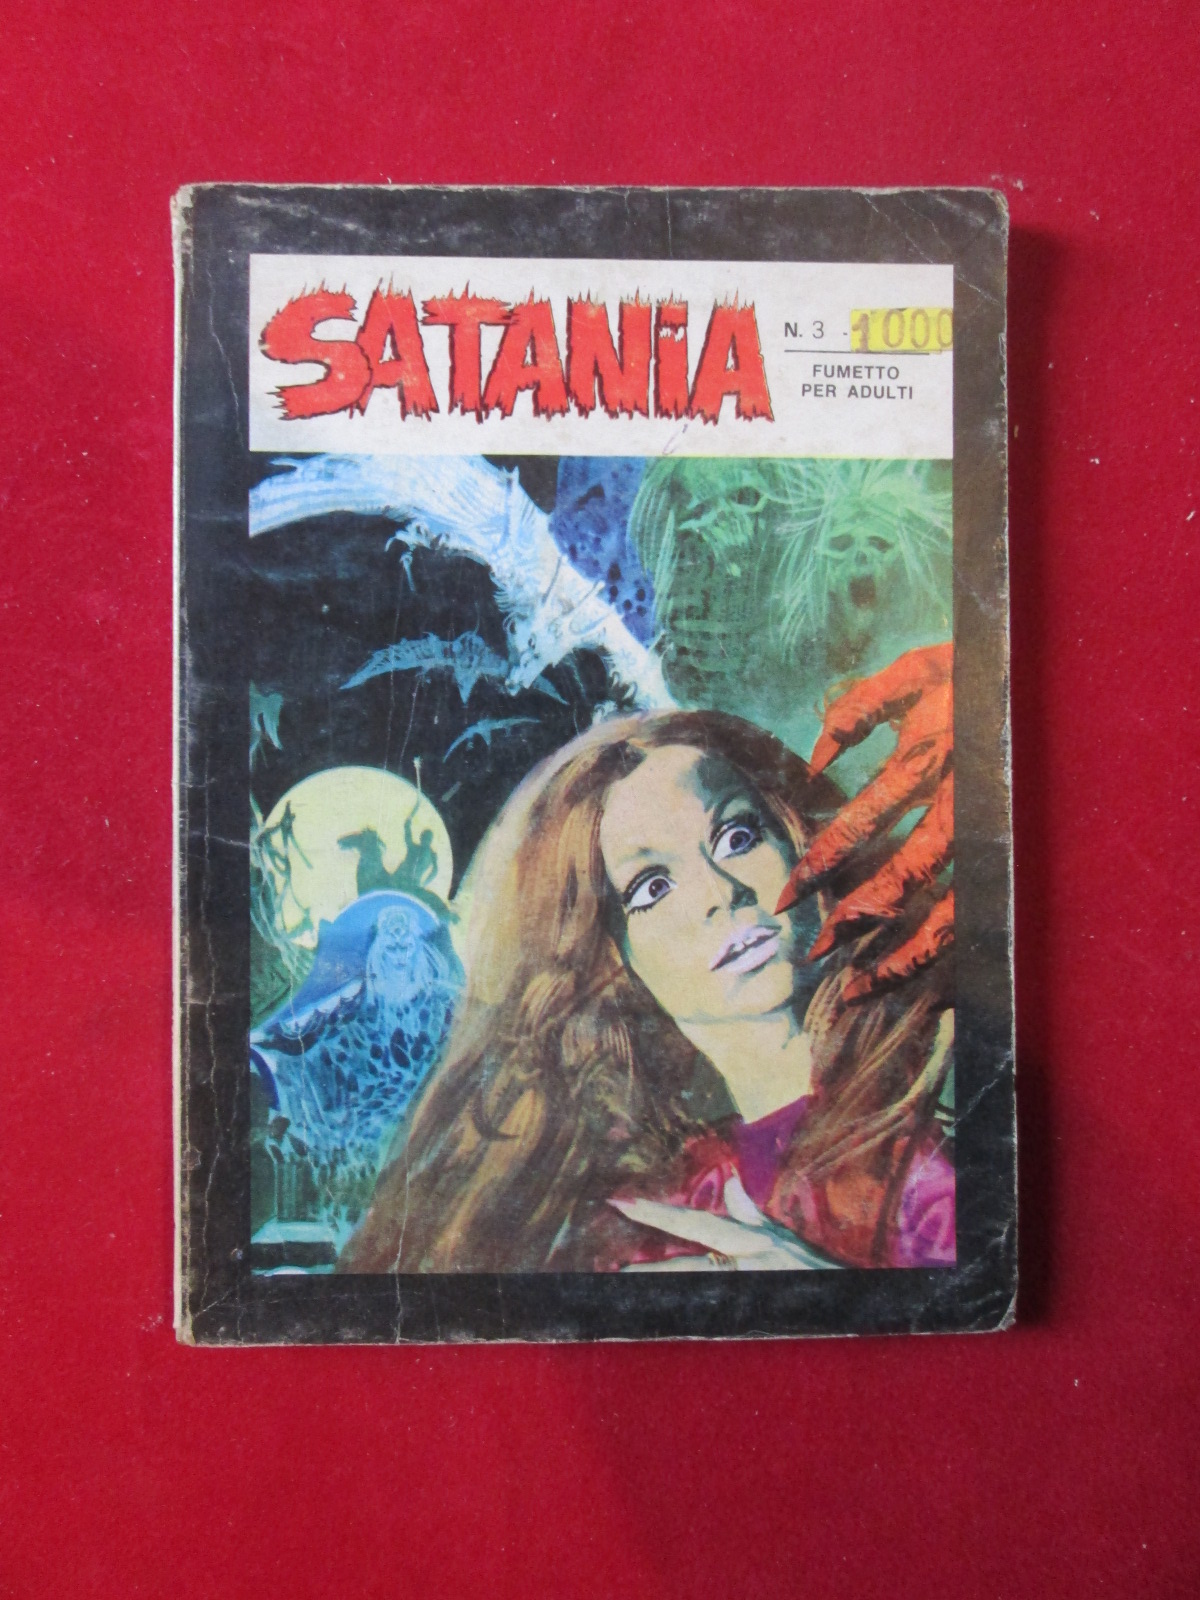 SATANiA
N. 3 - 1000
FUMETTO
PER ADULTI